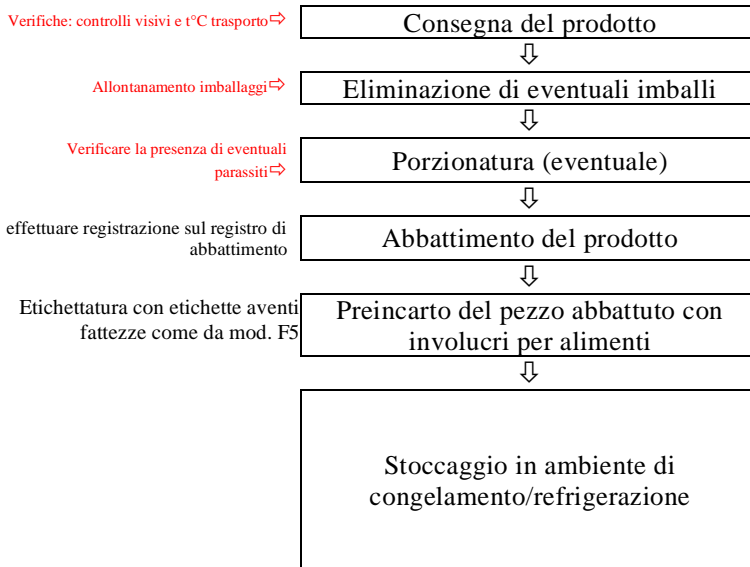 Verifiche: controlli visivi e t°C trasporto⇨
Consegna del prodotto
⇩
Allontanamento imballaggi⇨
Eliminazione di eventuali imballi
⇩
Verificare la presenza di eventuali
parassiti⇨
Porzionatura (eventuale)
⇩
effettuare registrazione sul registro di
abbattimento
Abbattimento del prodotto
⇩
Etichettatura con etichette aventi
fattezze come da mod. F5
Preincarto del pezzo abbattuto con
involucri per alimenti
⇩
Stoccaggio in ambiente di
congelamento/refrigerazione